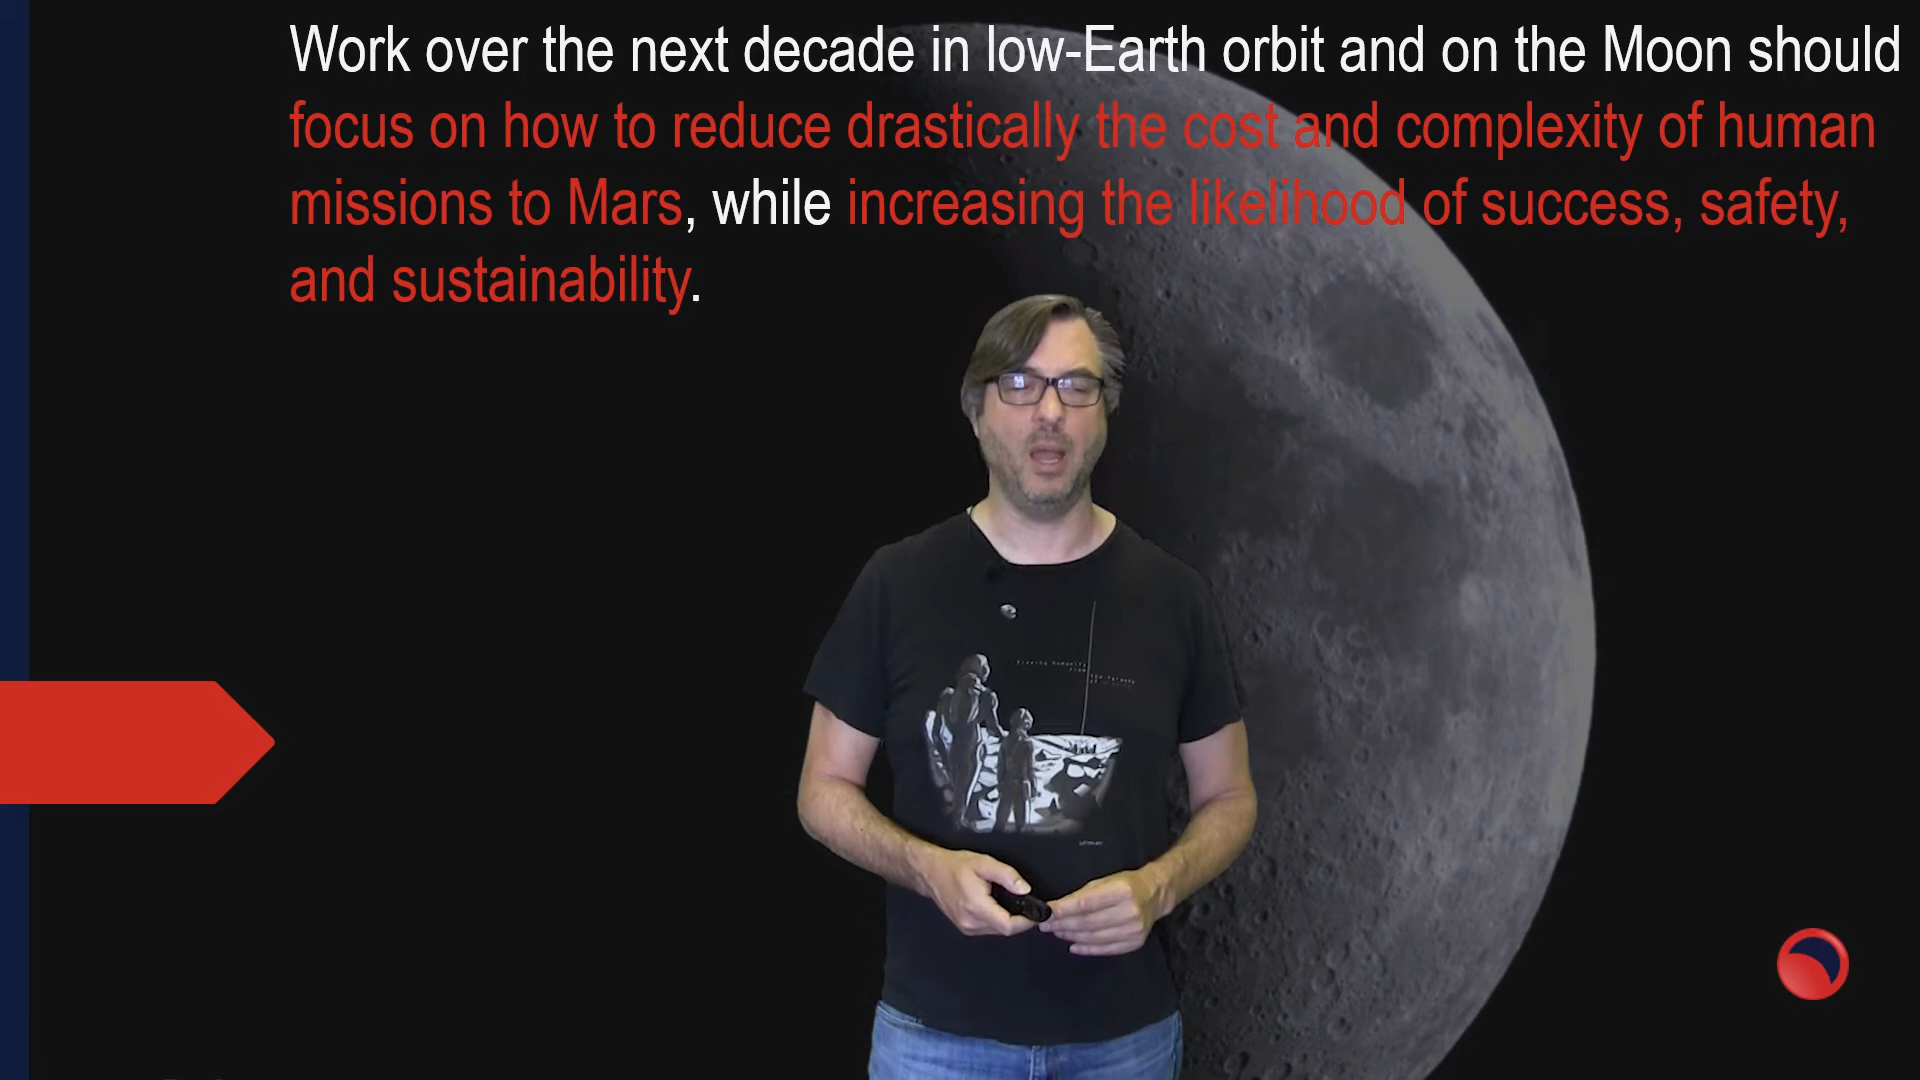 Work over the next decade in low-Earth orbit and on the Moon should
focus on how to reduce drastically the cost and complexity of human
missions to Mars, while increasing the likelihood of success, safety,
and sustainability.